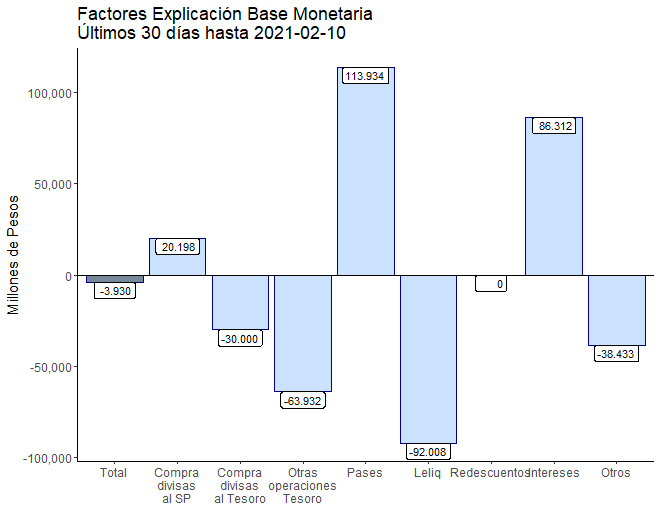 Factores Explicación Base Monetaria
Últimos 30 días hasta 2021-02-10
Millones de Pesos
100,000
50,000
0
-50,000
-100,000
-3.930
20.198
-30.000
-63.932
113.934
-92.008
0
86.312
-38.433
Total
Compra
divisas
al SP
Compra
divisas
al Tesoro
Otras
operaciones
Tesoro
Pases
Leliq
Redescuentos
Intereses
Otros